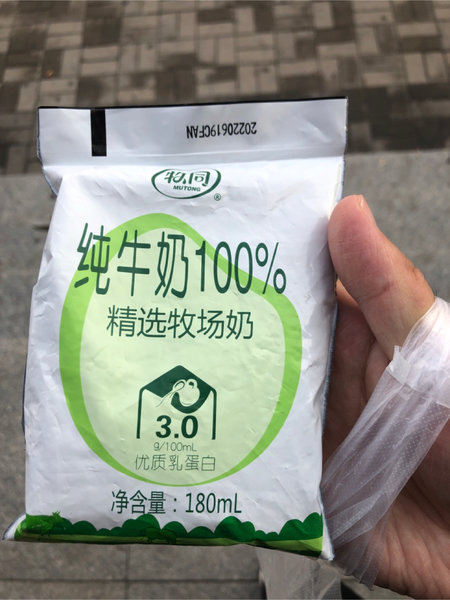 20220619CFAN
牧同
MUTONG
®
纯牛奶100%
精选牧场奶
3.0
g/100mL
优质乳蛋白
净含量：180mL